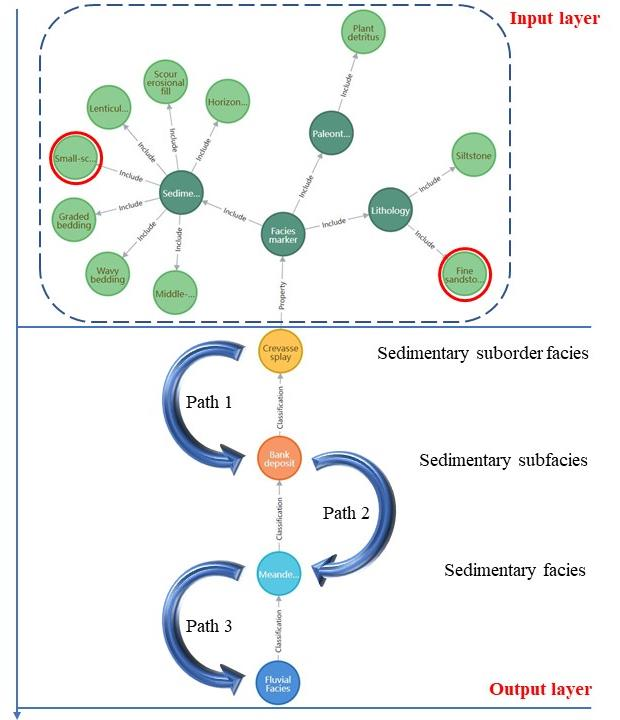 Input layer
Plant
detritus
Include
Scour
erosional
fill
Lenticul...
Horizon...
Include
Include
Include
Paleont...
Small-sc...
Include
Siltstone
Include
Sedime...
Include
Include
Lithology
Graded
bedding
Include
Include
Include
Facies
marker
Include
Include
Include
Wavy
bedding
Middle-...
Fine
sandsto...
Property
Crevasse
splay
Sedimentary suborder facies
Path 1
Classification
Bank
deposit
Sedimentary subfacies
Path 2
Classification
Meande...
Sedimentary facies
Path 3
Classification
Fluvial
Facies
Output layer